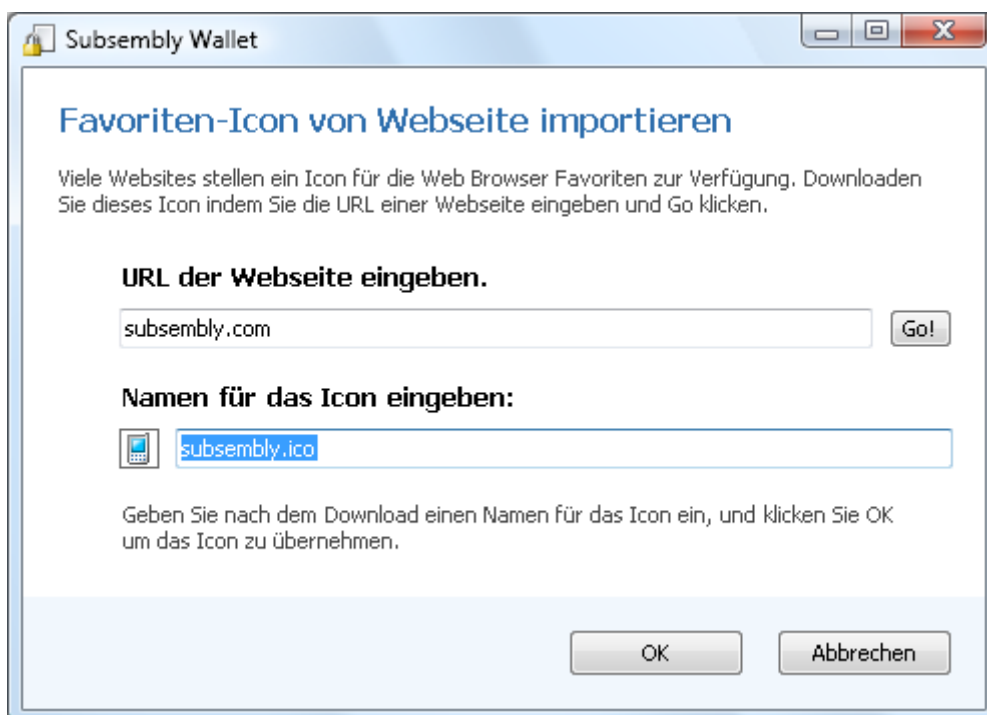 Subsembly Wallet
Favoriten-Icon von Webseite importieren
Viele Websites stellen ein Icon für die Web Browser Favoriten zur Verfügung. Downloaden
Sie dieses Icon indem Sie die URL einer Webseite eingeben und Go klicken.
URL der Webseite eingeben.
subsembly.com
Go!
Namen für das Icon eingeben:
subsembly.ico
Geben Sie nach dem Download einen Namen für das Icon ein, und klicken Sie OK
um das Icon zu übernehmen.
OK
Abbrechen